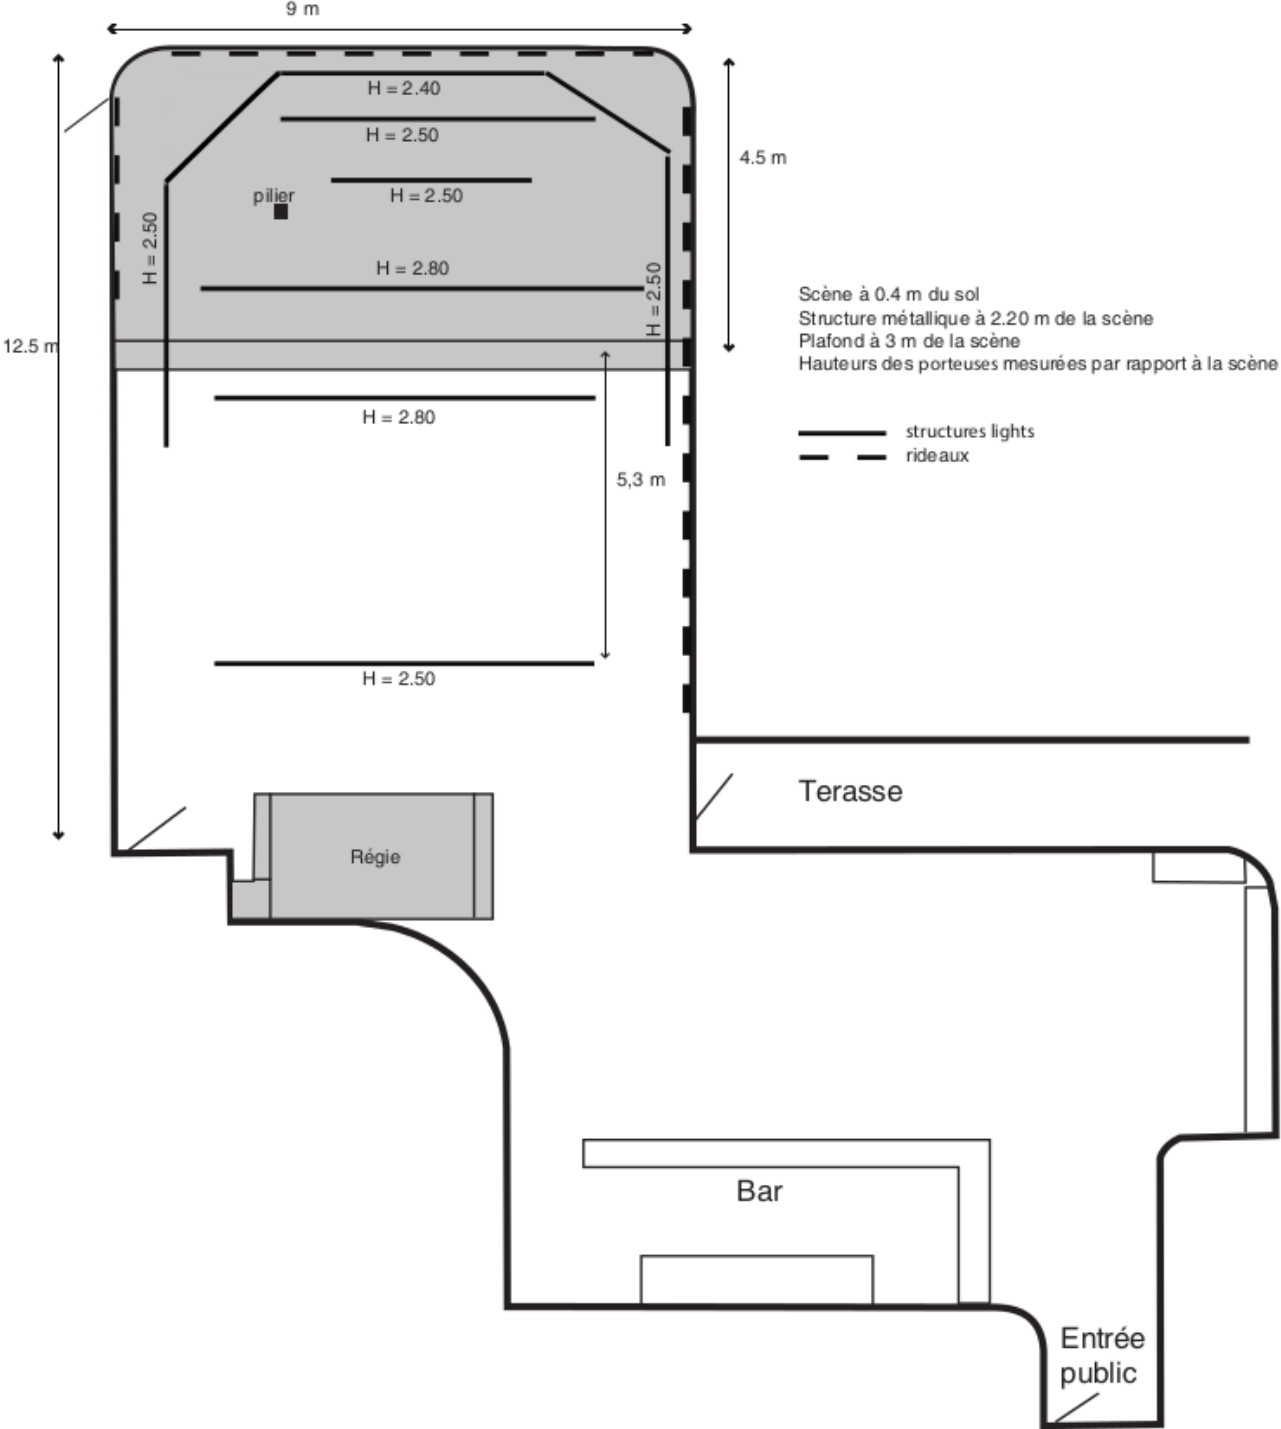 9 m
H = 2.40
H = 2.50
4.5 m
pilier
H = 2.50
H = 2.50
H = 2.80
H = 2.50
Scène à 0.4 m du sol
Structure métallique à 2.20 m de la scène
Plafond à 3 m de la scène
Hauteurs des porteuses mesurées par rapport à la scène
12.5 m
H = 2.80
structures lights
rideaux
5,3 m
H = 2.50
Terasse
Régie
Bar
Entrée
public